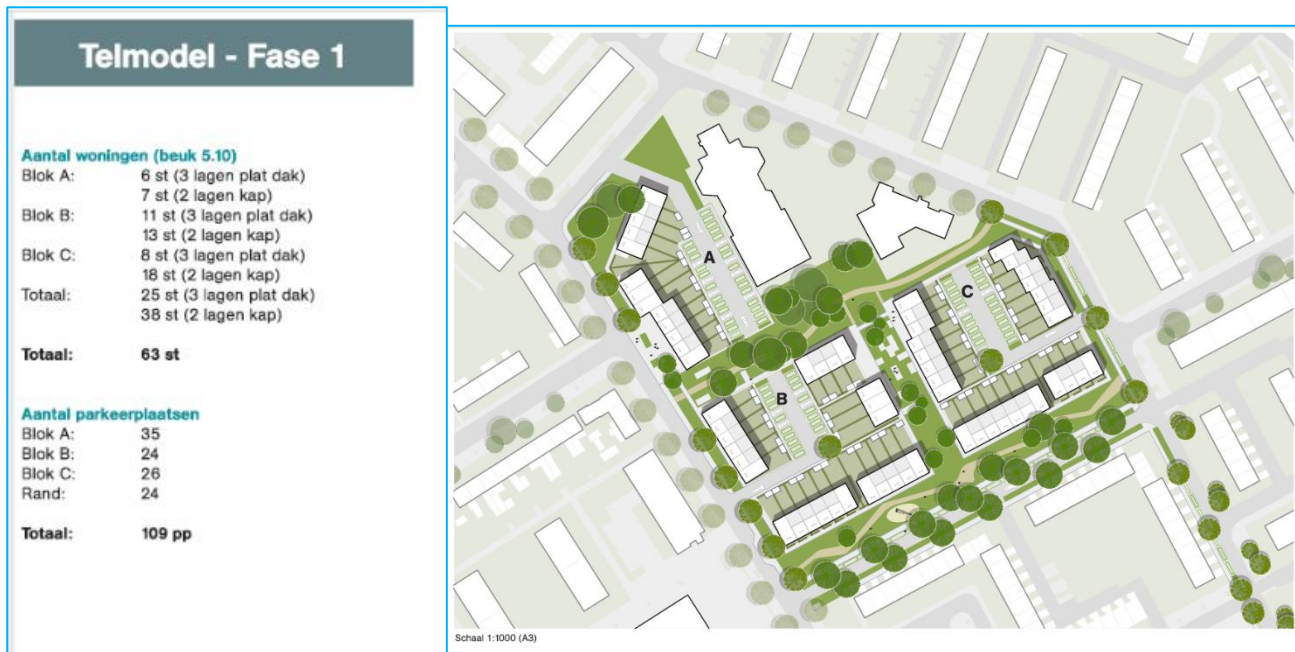 Telmodel - Fase 1
Aantal woningen (beuk 5.10)
Blok A: 6 st (3 lagen plat dak)
7 st (2 lagen kap)
Blok B: 11 st (3 lagen plat dak)
13 st (2 lagen kap)
Blok C: 8 st (3 lagen plat dak)
18 st (2 lagen kap)
Totaal: 25 st (3 lagen plat dak)
38 st (2 lagen kap)
Totaal: 63 st
Aantal parkeerplaatsen
Blok A: 35
Blok B: 24
Blok C: 26
Rand: 24
Totaal: 109 pp
A
C
B
Schaal 1:1000 (A3)